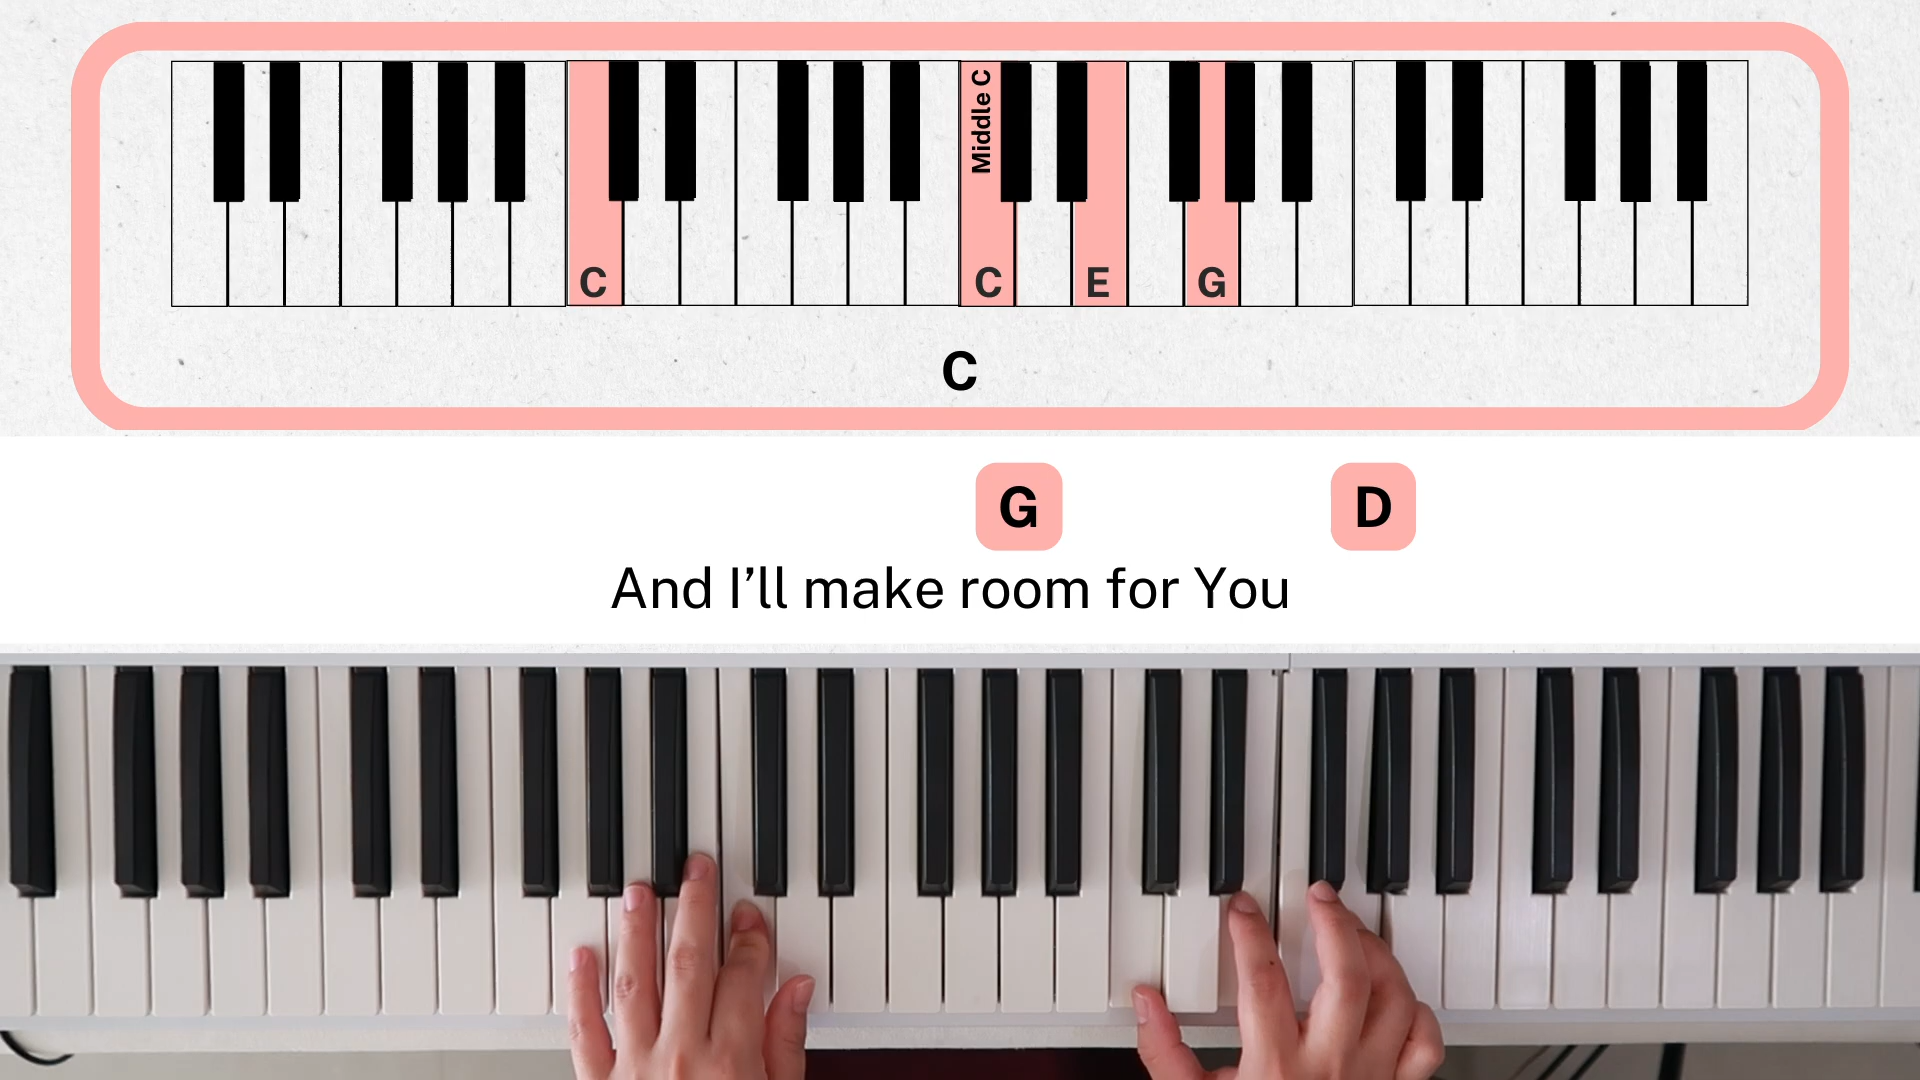 Middle C
C C E G
C
G D
And I’ll make room for You